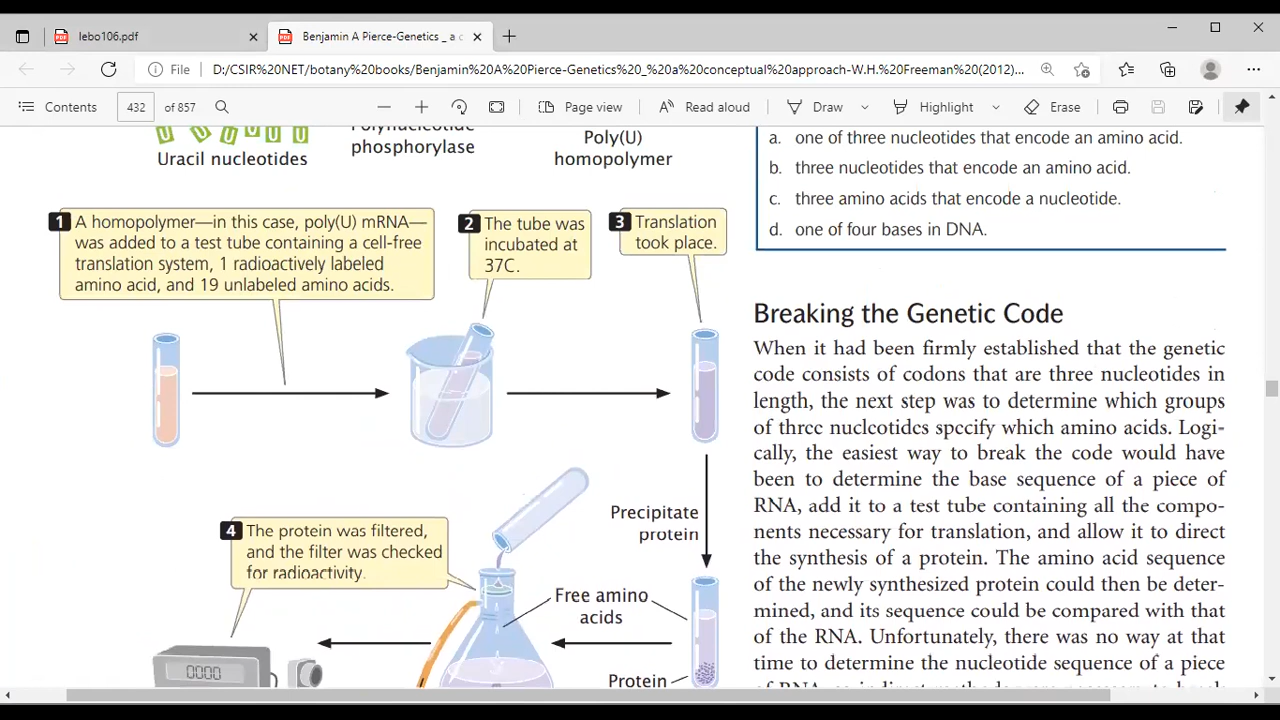 lebo106.pdf
Benjamin A Pierce-Genetics _ a c
File
D:/CSIR%20NET/botany%20books/Benjamin%20A%20Pierce-Genetics%20_%20a%20conceptual%20approach-W.H.%20Freeman%20(2012)...
Contents
432
of 857
Page view
Read aloud
Draw
Highlight
Erase
Uracil nucleotides
Polynucleotide
phosphorylase
Poly(U)
homopolymer
1 A homopolymer—in this case, poly(U) mRNA—
was added to a test tube containing a cell-free
translation system, 1 radioactively labeled
amino acid, and 19 unlabeled amino acids.
2 The tube was
incubated at
37C.
3 Translation
took place.
Precipitate
protein
4 The protein was filtered,
and the filter was checked
for radioactivity.
Free amino
acids
Protein
0000
a. one of three nucleotides that encode an amino acid.
b. three nucleotides that encode an amino acid.
c. three amino acids that encode a nucleotide.
d. one of four bases in DNA.
Breaking the Genetic Code
When it had been firmly established that the genetic
code consists of codons that are three nucleotides in
length, the next step was to determine which groups
of three nucleotides specify which amino acids. Logi-
cally, the easiest way to break the code would have
been to determine the base sequence of a piece of
RNA, add it to a test tube containing all the compo-
nents necessary for translation, and allow it to direct
the synthesis of a protein. The amino acid sequence
of the newly synthesized protein could then be deter-
mined, and its sequence could be compared with that
of the RNA. Unfortunately, there was no way at that
time to determine the nucleotide sequence of a piece